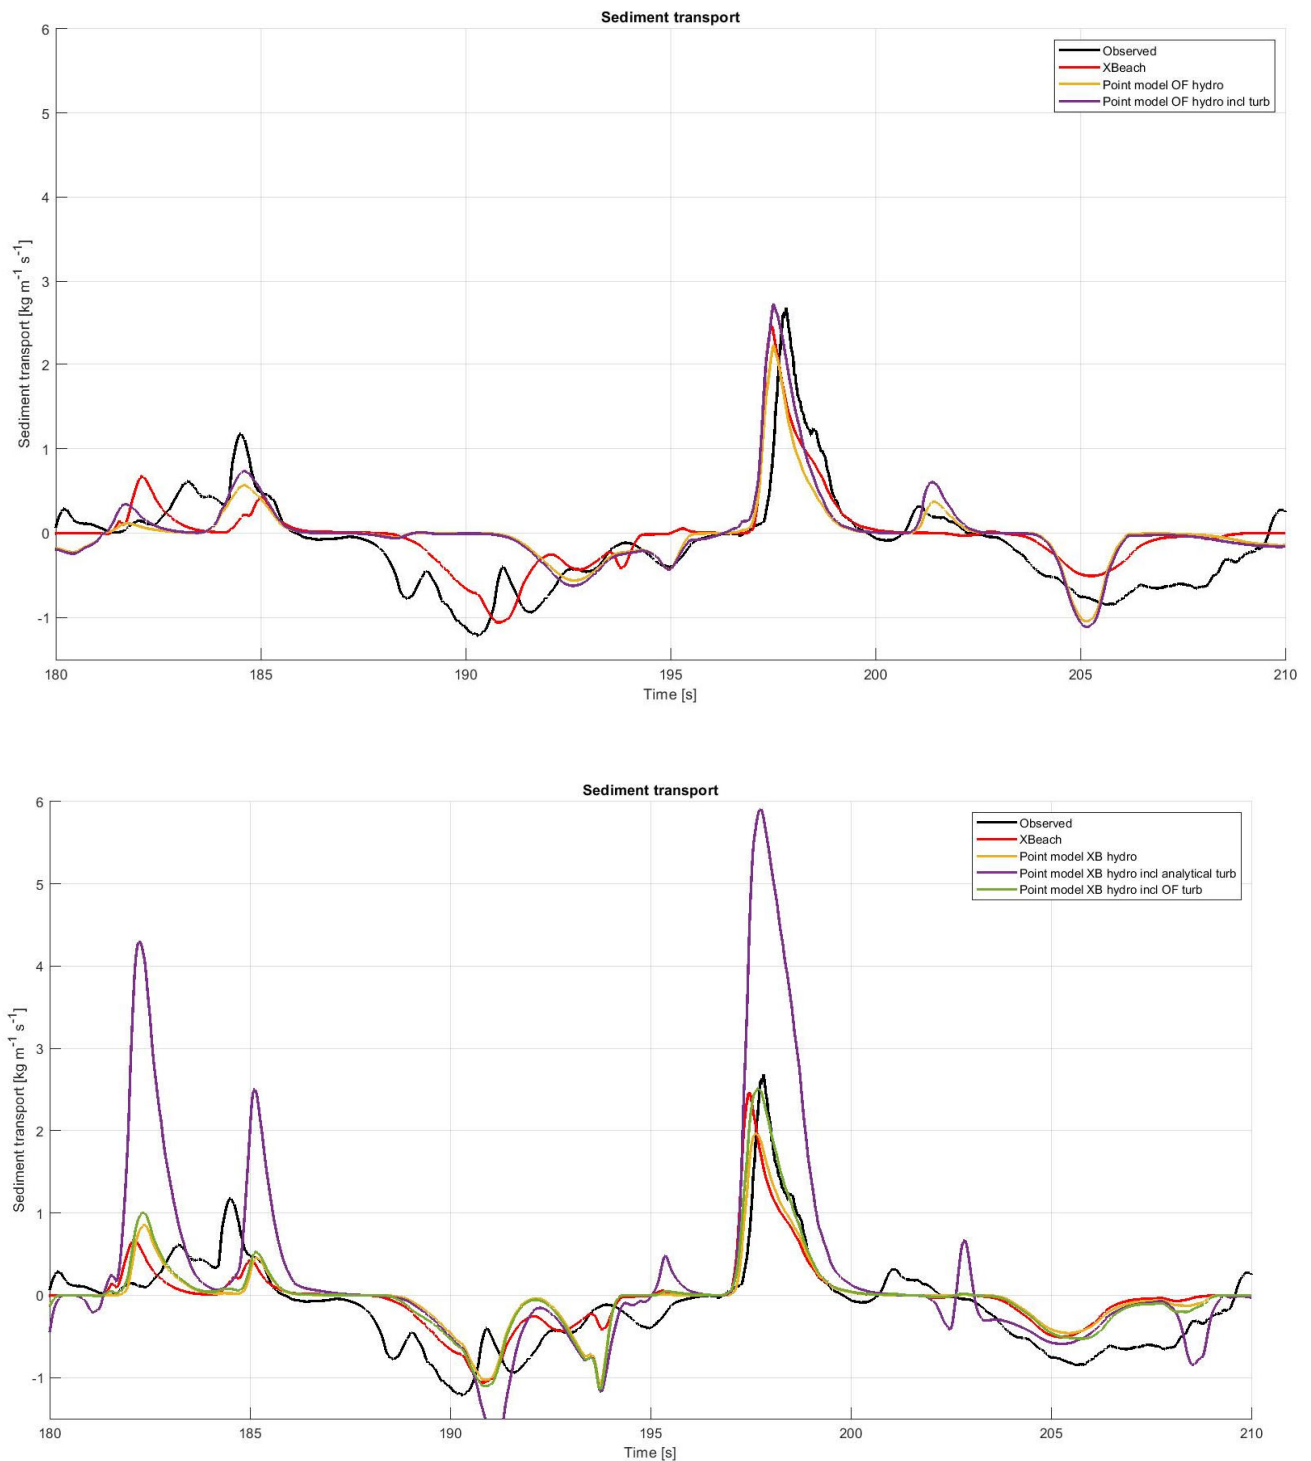 Sediment transport
6
5
4
3
2
1
0
-1
Sediment transport [kg m⁻¹ s⁻¹]
Observed
XBeach
Point model OF hydro
Point model OF hydro incl turb
180 185 190 195 200 205 210
Time [s]
Sediment transport
6
5
4
3
2
1
0
-1
Sediment transport [kg m⁻¹ s⁻¹]
Observed
XBeach
Point model XB hydro
Point model XB hydro incl analytical turb
Point model XB hydro incl OF turb
180 185 190 195 200 205 210
Time [s]